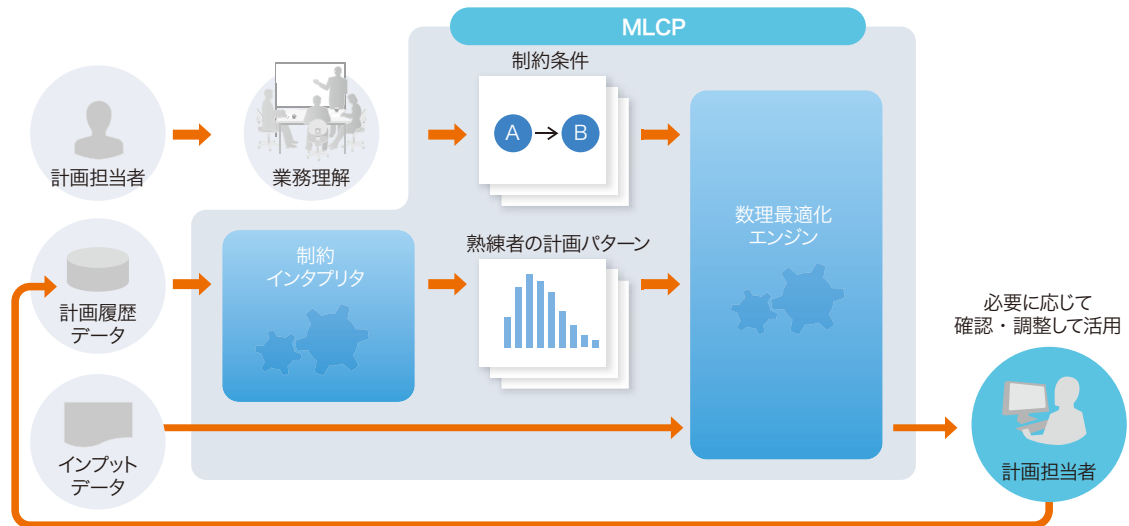 MLCP
制約条件
A
B
計画担当者
業務理解
数理最適化
エンジン
制約
インタプリタ
熟練者の計画パターン
計画履歴
データ
必要に応じて
確認・調整して活用
インプット
データ
計画担当者